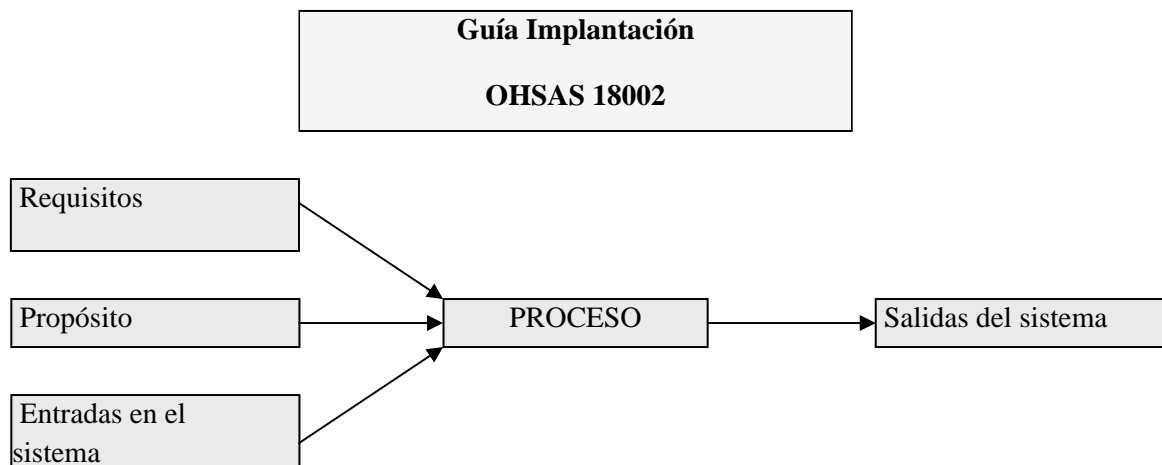 Guía Implantación
OHSAS 18002
Requisitos
Propósito
PROCESO
Salidas del sistema
Entradas en el
sistema